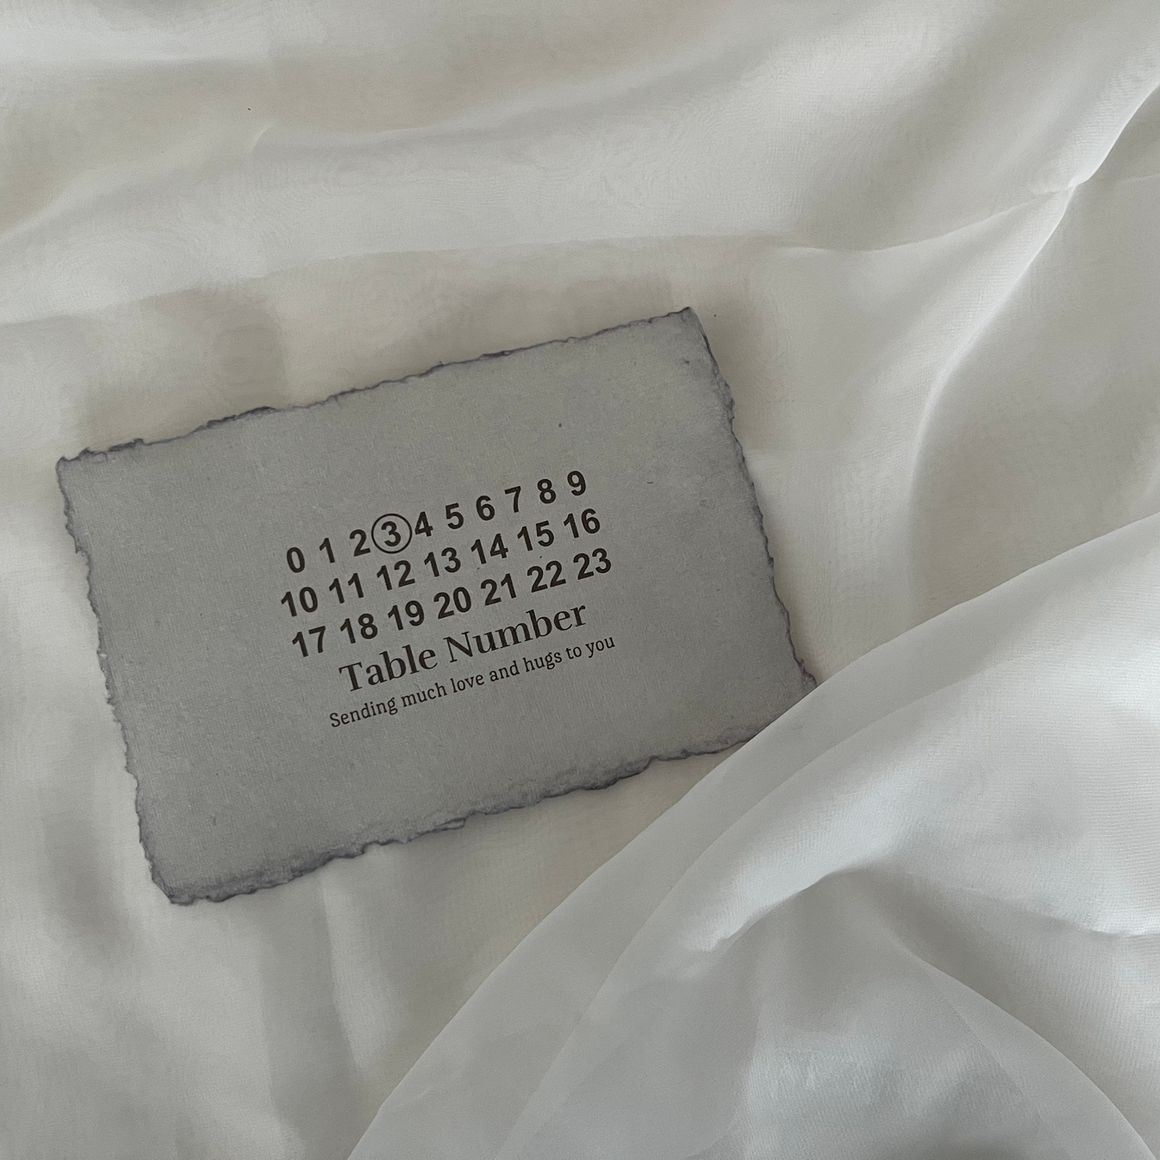 0 1 2 3 4 5 6 7 8 9
10 11 12 13 14 15 16
17 18 19 20 21 22 23
Table Number
Sending much love and hugs to you